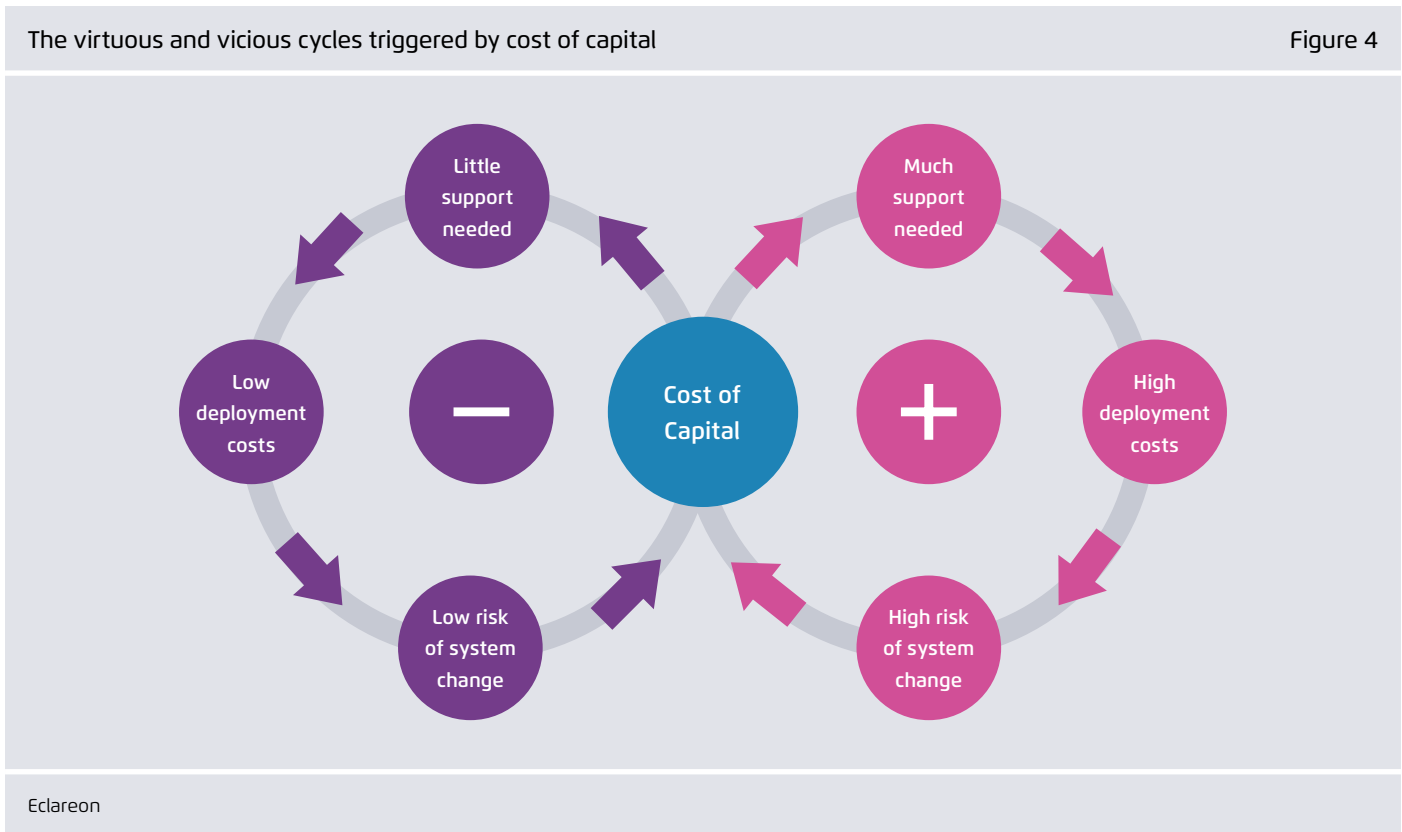 The virtuous and vicious cycles triggered by cost of capital
Figure 4
Little
support
needed
Much
support
needed
Low
deployment
costs
−
Cost of
Capital
+
High
deployment
costs
Low risk
of system
change
High risk
of system
change
Eclareon